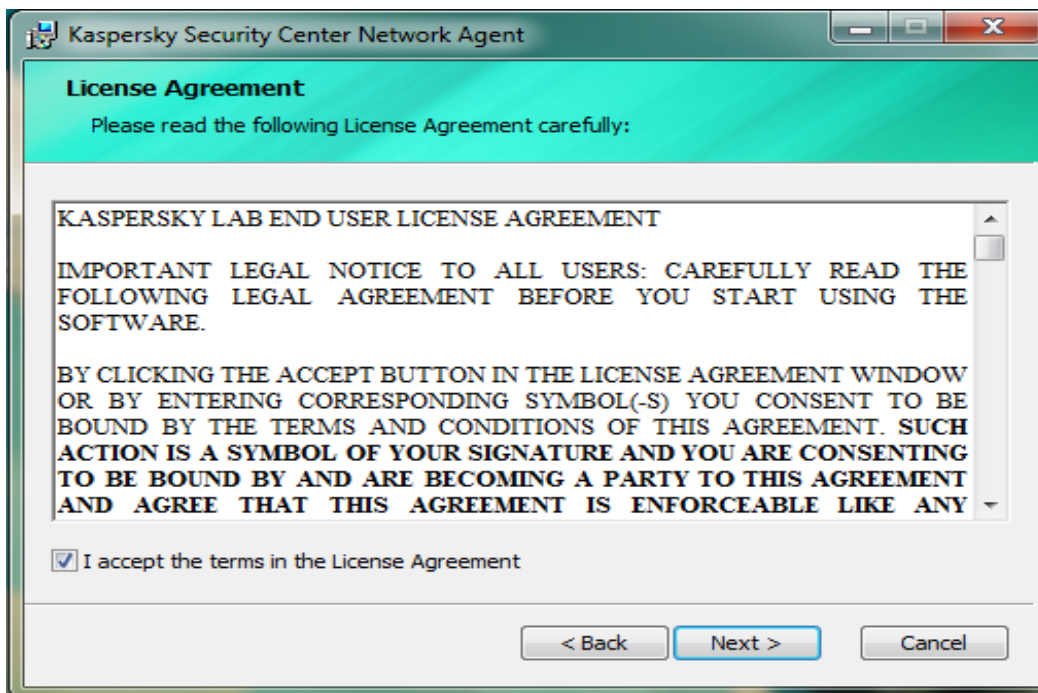 Kaspersky Security Center Network Agent
License Agreement
Please read the following License Agreement carefully:
KASPERSKY LAB END USER LICENSE AGREEMENT
IMPORTANT LEGAL NOTICE TO ALL USERS: CAREFULLY READ THE
FOLLOWING LEGAL AGREEMENT BEFORE YOU START USING THE
SOFTWARE.
BY CLICKING THE ACCEPT BUTTON IN THE LICENSE AGREEMENT WINDOW
OR BY ENTERING CORRESPONDING SYMBOL(-S) YOU CONSENT TO BE
BOUND BY THE TERMS AND CONDITIONS OF THIS AGREEMENT. SUCH
ACTION IS A SYMBOL OF YOUR SIGNATURE AND YOU ARE CONSENTING
TO BE BOUND BY AND ARE BECOMING A PARTY TO THIS AGREEMENT
AND AGREE THAT THIS AGREEMENT IS ENFORCEABLE LIKE ANY
I accept the terms in the License Agreement
< Back Next > Cancel